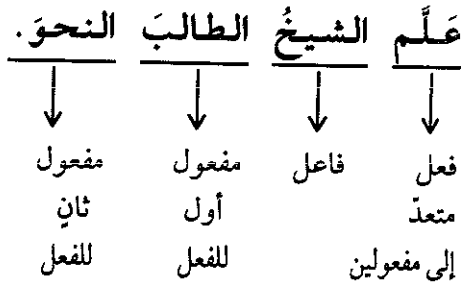 عَلَّم الشيخُ الطالبَ النحوَ.
فعل فاعل مفعول مفعول
متعدّ أول ثانٍ
إلى مفعولين للفعل للفعل